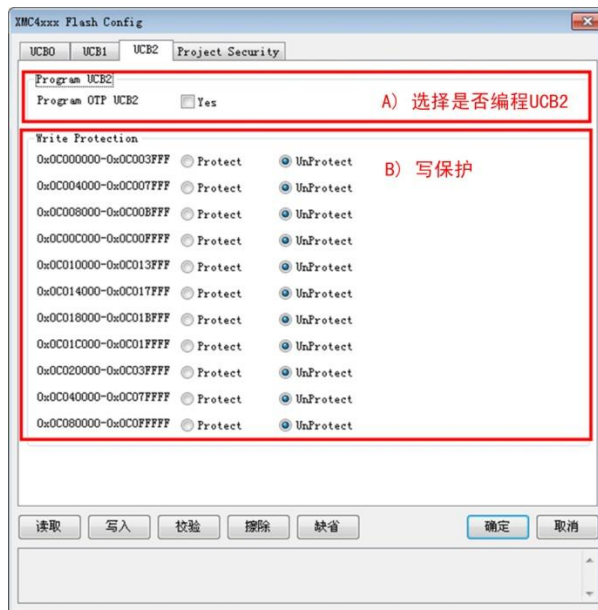 XMC4xxx Flash Config
UCB0 UCB1 UCB2 Project Security
Program UCB2
Program OTP UCB2 Yes A) 选择是否编程UCB2
Write Protection
0x0C000000-0x0C003FFF Protect UnProtect B) 写保护
0x0C004000-0x0C007FFF Protect UnProtect
0x0C008000-0x0C00BFFF Protect UnProtect
0x0C00C000-0x0C00FFFF Protect UnProtect
0x0C010000-0x0C013FFF Protect UnProtect
0x0C014000-0x0C017FFF Protect UnProtect
0x0C018000-0x0C01BFFF Protect UnProtect
0x0C01C000-0x0C01FFFF Protect UnProtect
0x0C020000-0x0C03FFFF Protect UnProtect
0x0C040000-0x0C07FFFF Protect UnProtect
0x0C080000-0x0C0FFFFF Protect UnProtect
读取 写入 校验 擦除 缺省 确定 取消